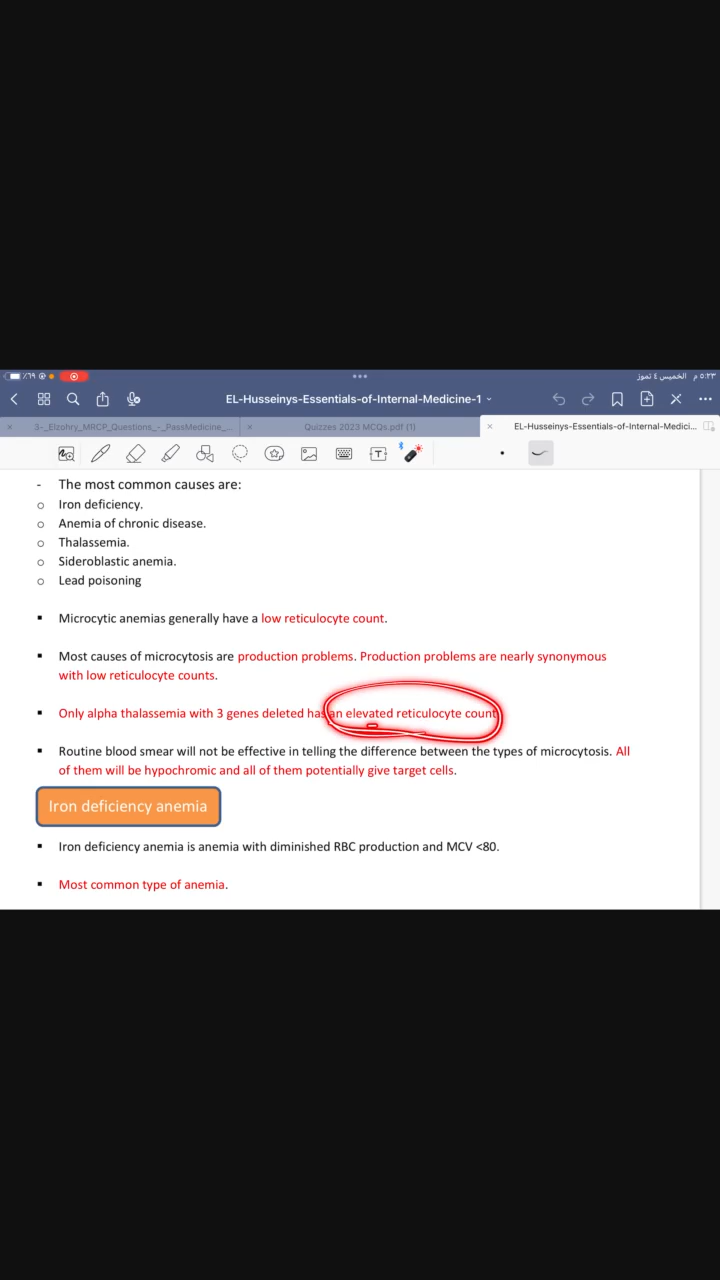 ٪٦٩
٥:٢٣ م الخميس ٤ تموز
EL-Husseinys-Essentials-of-Internal-Medicine-1
3-_Elzohry_MRCP_Questions_-_PassMedicine_...
Quizzes 2023 MCQs.pdf (1)
EL-Husseinys-Essentials-of-Internal-Medici...
- The most common causes are:
o Iron deficiency.
o Anemia of chronic disease.
o Thalassemia.
o Sideroblastic anemia.
o Lead poisoning
▪ Microcytic anemias generally have a low reticulocyte count.
▪ Most causes of microcytosis are production problems. Production problems are nearly synonymous
with low reticulocyte counts.
▪ Only alpha thalassemia with 3 genes deleted has an elevated reticulocyte count
▪ Routine blood smear will not be effective in telling the difference between the types of microcytosis. All
of them will be hypochromic and all of them potentially give target cells.
Iron deficiency anemia
▪ Iron deficiency anemia is anemia with diminished RBC production and MCV <80.
▪ Most common type of anemia.